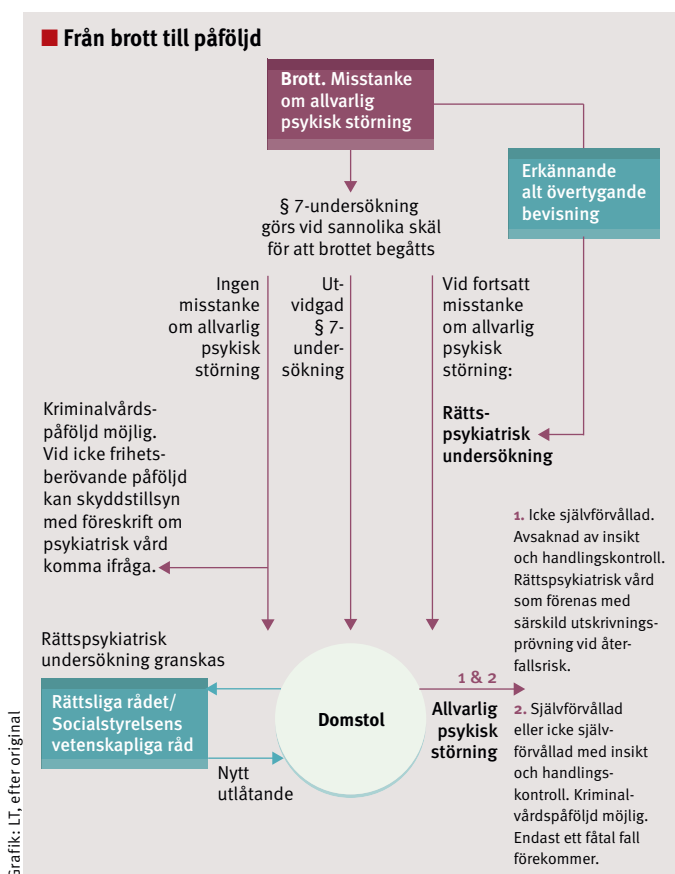 Från brott till påföljd
Brott. Misstanke
om allvarlig
psykisk störning
Erkännande
alt övertygande
bevisning
§ 7-undersökning
görs vid sannolika skäl
för att brottet begåtts
Ingen
misstanke
om allvarlig
psykisk
störning
Ut-
vidgad
§ 7-
under-
sökning
Vid fortsatt
misstanke
om allvarlig
psykisk
störning:
Rätts-
psykiatrisk
undersökning
Kriminalvårds-
påföljd möjlig.
Vid icke frihets-
berövande påföljd
kan skyddstillsyn
med föreskrift om
psykiatrisk vård
komma ifråga.
1. Icke självförvållad.
Avsaknad av insikt
och handlingskontroll.
Rättspsykiatrisk vård
som förenas med
särskild utskrivnings-
prövning vid åter-
fallsrisk.
Rättspsykiatrisk
undersökning granskas
Rättsliga rådet/
Socialstyrelsens
vetenskapliga råd
Nytt
utlåtande
Domstol
1 & 2
Allvarlig
psykisk
störning
2. Självförvållad
eller icke själv-
förvållad med insikt
och handlings-
kontroll. Kriminal-
vårdspåföljd möjlig.
Endast ett fåtal fall
förekommer.
Grafik: LT, efter original